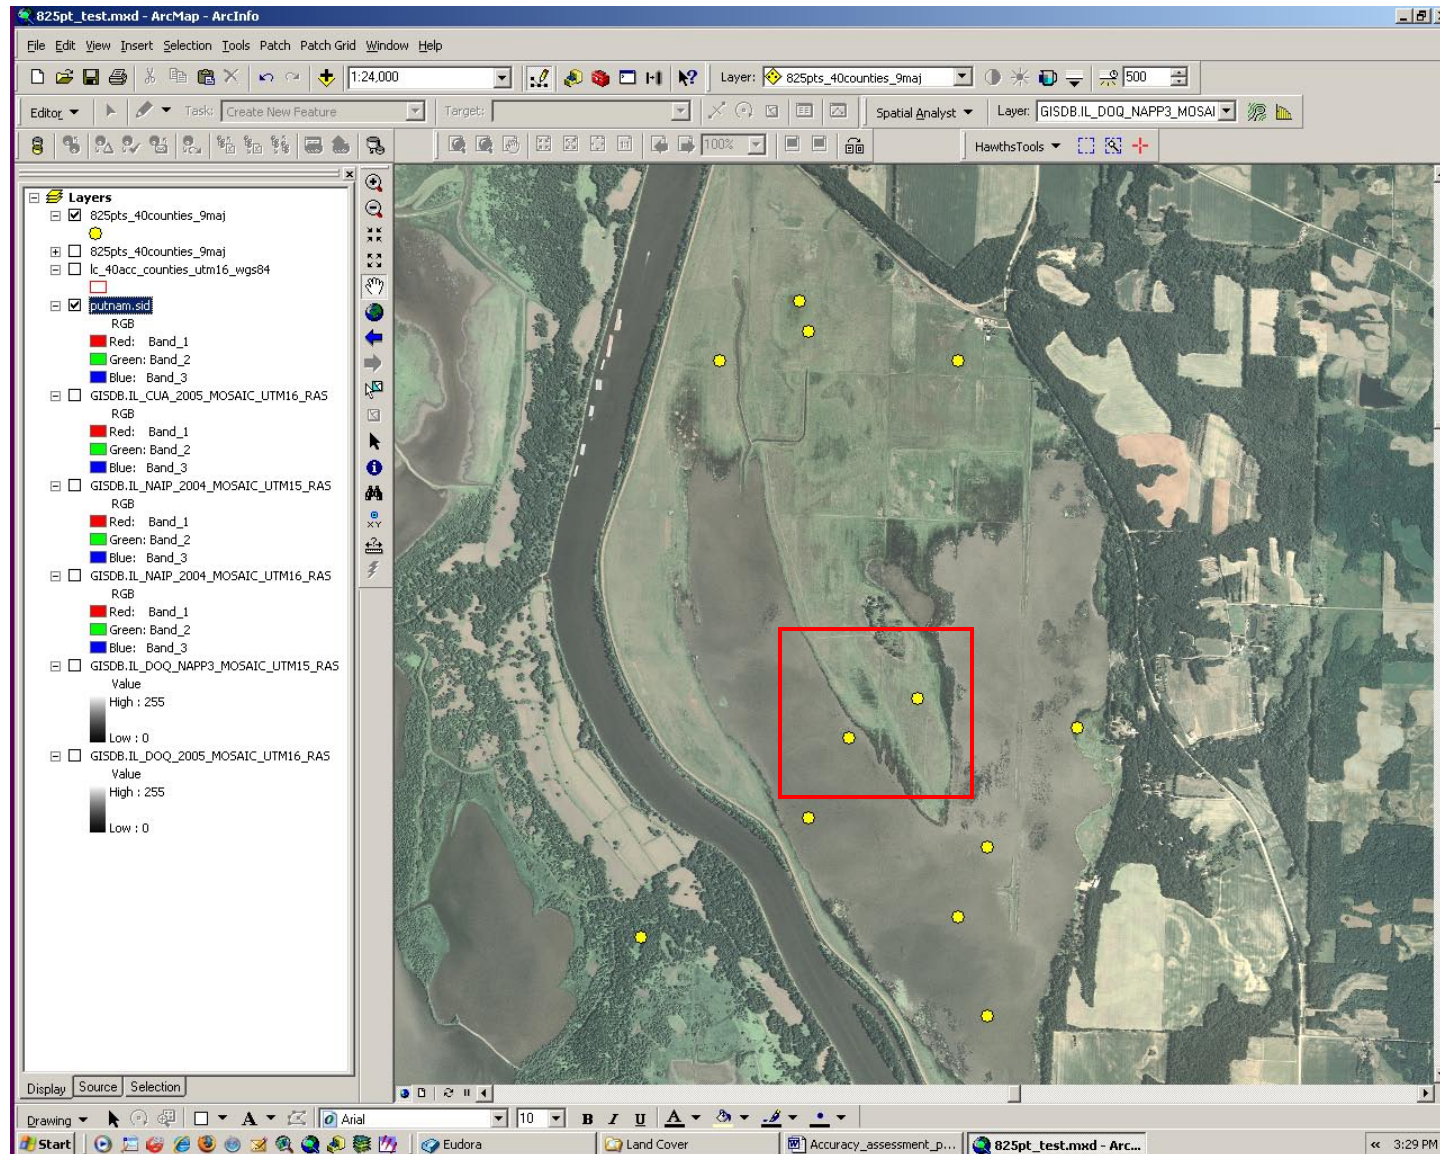 825pt_test.mxd - ArcMap - ArcInfo
File Edit View Insert Selection Tools Patch Patch Grid Window Help
1:24,000 Layer: 825pts_40counties_9maj 500
Editor Task: Create New Feature Target: Spatial Analyst Layer: GISDB.IL_DOQ_NAPP3_MOSAI
100% HawthsTools
Layers
825pts_40counties_9maj
825pts_40counties_9maj
lc_40acc_counties_utm16_wgs84
putnam.sid
RGB
Red: Band_1
Green: Band_2
Blue: Band_3
GISDB.IL_CUA_2005_MOSAIC_UTM16_RAS
RGB
Red: Band_1
Green: Band_2
Blue: Band_3
GISDB.IL_NAIP_2004_MOSAIC_UTM15_RAS
RGB
Red: Band_1
Green: Band_2
Blue: Band_3
GISDB.IL_NAIP_2004_MOSAIC_UTM16_RAS
RGB
Red: Band_1
Green: Band_2
Blue: Band_3
GISDB.IL_DOQ_NAPP3_MOSAIC_UTM15_RAS
Value
High : 255
Low : 0
GISDB.IL_DOQ_2005_MOSAIC_UTM16_RAS
Value
High : 255
Low : 0
XY
Display Source Selection
Drawing A Arial 10 B I U A
Start Eudora Land Cover Accuracy_assessment_p... 825pt_test.mxd - Arc... 3:29 PM